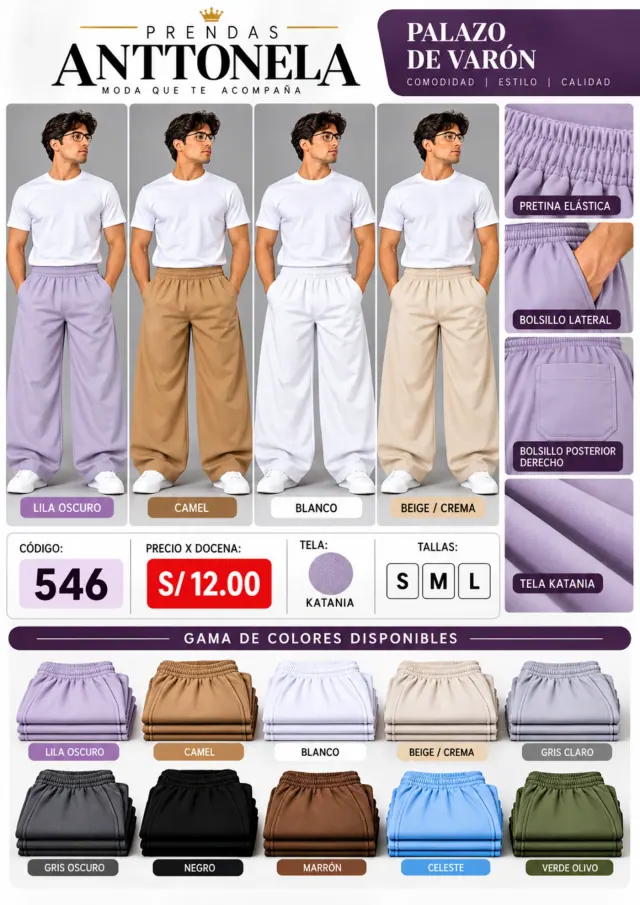 PRENDAS
ANTTONELA
MODA QUE TE ACOMPAÑA
PALAZO
DE VARÓN
COMODIDAD | ESTILO | CALIDAD
LILA OSCURO
CAMEL
BLANCO
BEIGE / CREMA
PRETINA ELÁSTICA
BOLSILLO LATERAL
BOLSILLO POSTERIOR
DERECHO
TELA KATANIA
CÓDIGO:
546
PRECIO X DOCENA:
S/ 12.00
TELA:
KATANIA
TALLAS:
S M L
GAMA DE COLORES DISPONIBLES
LILA OSCURO
CAMEL
BLANCO
BEIGE / CREMA
GRIS CLARO
GRIS OSCURO
NEGRO
MARRÓN
CELESTE
VERDE OLIVO